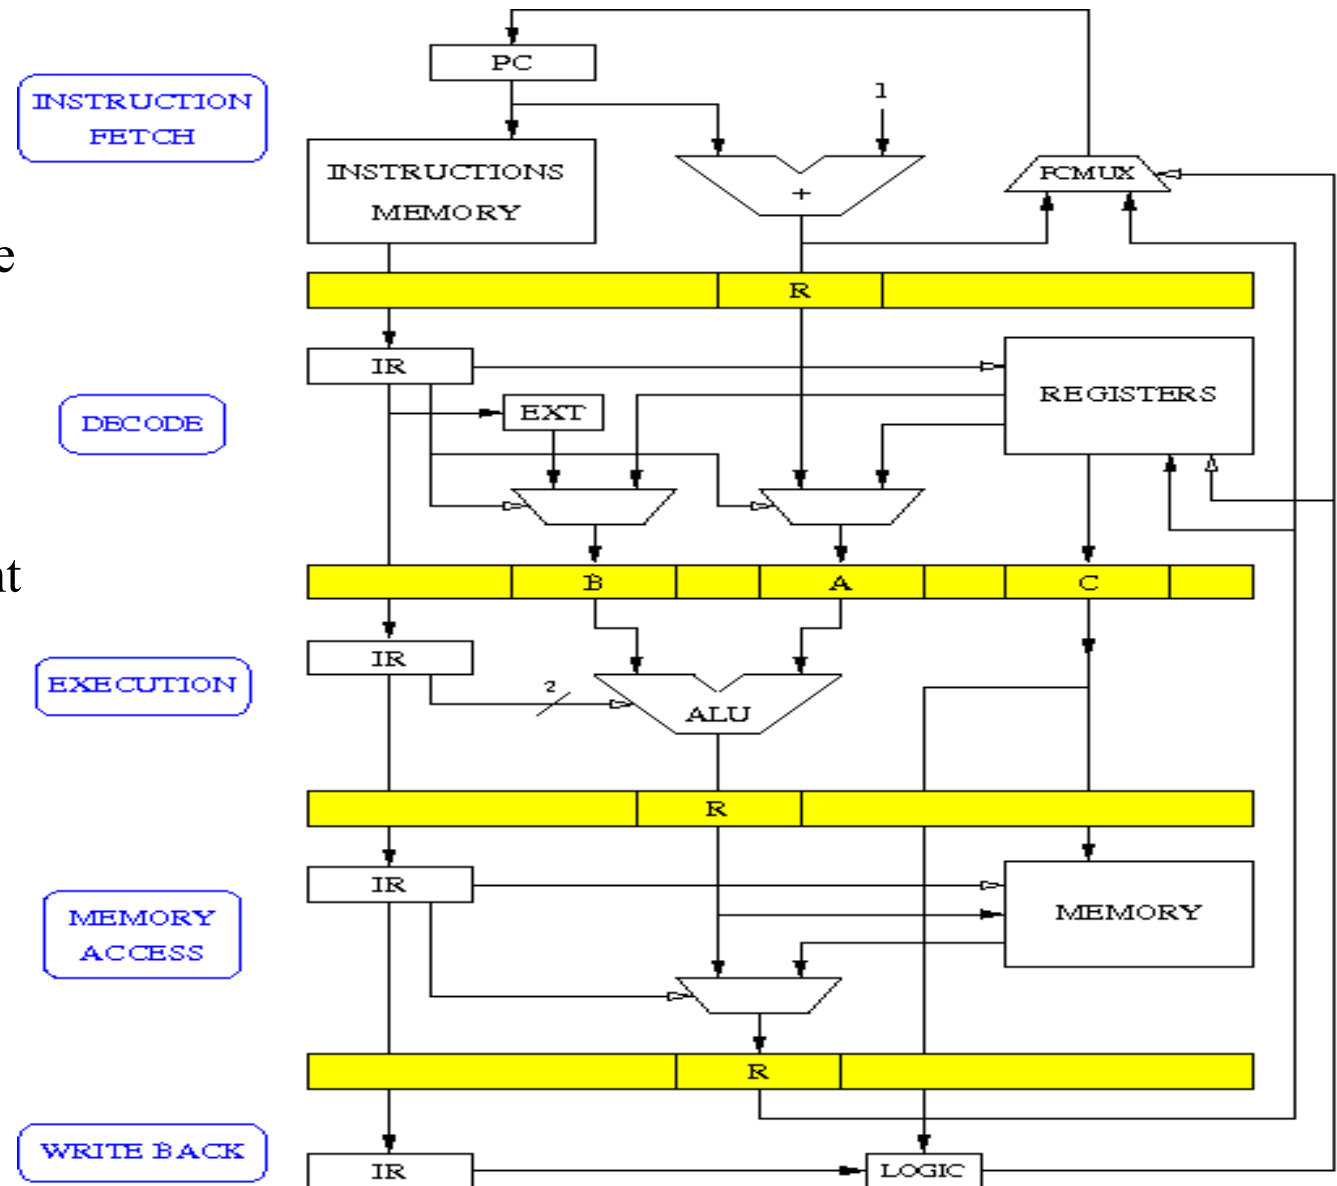 PC
1
INSTRUCTION
FETCH
INSTRUCTIONS
MEMORY
+
PCMUX
e
R
IR
REGISTERS
EXT
DECODE
nt
B
A
C
IR
EXECUTION
2
ALU
R
IR
MEMORY
MEMORY
ACCESS
R
WRITE BACK
IR
LOGIC